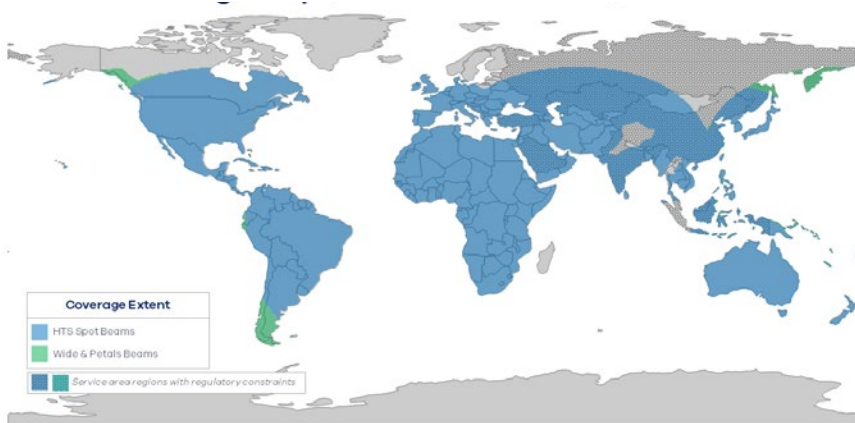 Coverage Extent
HTS Spot Beams
Wide & Petals Beams
Service area regions with regulatory constraints